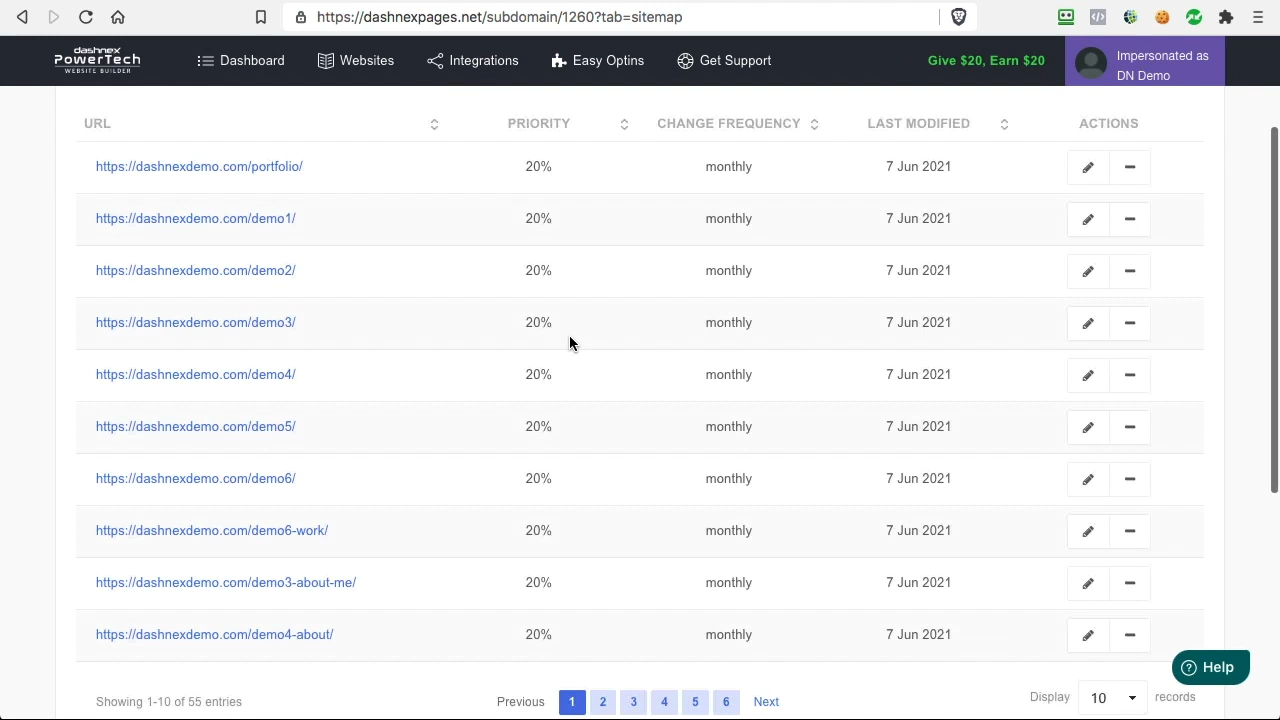 https://dashnexpages.net/subdomain/1260?tab=sitemap
dashnex
PowerTech
WEBSITE BUILDER
Dashboard
Websites
Integrations
Easy Optins
Get Support
Give $20, Earn $20
Impersonated as
DN Demo
URL PRIORITY CHANGE FREQUENCY LAST MODIFIED ACTIONS
https://dashnexdemo.com/portfolio/ 20% monthly 7 Jun 2021
https://dashnexdemo.com/demo1/ 20% monthly 7 Jun 2021
https://dashnexdemo.com/demo2/ 20% monthly 7 Jun 2021
https://dashnexdemo.com/demo3/ 20% monthly 7 Jun 2021
https://dashnexdemo.com/demo4/ 20% monthly 7 Jun 2021
https://dashnexdemo.com/demo5/ 20% monthly 7 Jun 2021
https://dashnexdemo.com/demo6/ 20% monthly 7 Jun 2021
https://dashnexdemo.com/demo6-work/ 20% monthly 7 Jun 2021
https://dashnexdemo.com/demo3-about-me/ 20% monthly 7 Jun 2021
https://dashnexdemo.com/demo4-about/ 20% monthly 7 Jun 2021
Help
Showing 1-10 of 55 entries Previous 1 2 3 4 5 6 Next Display 10 records